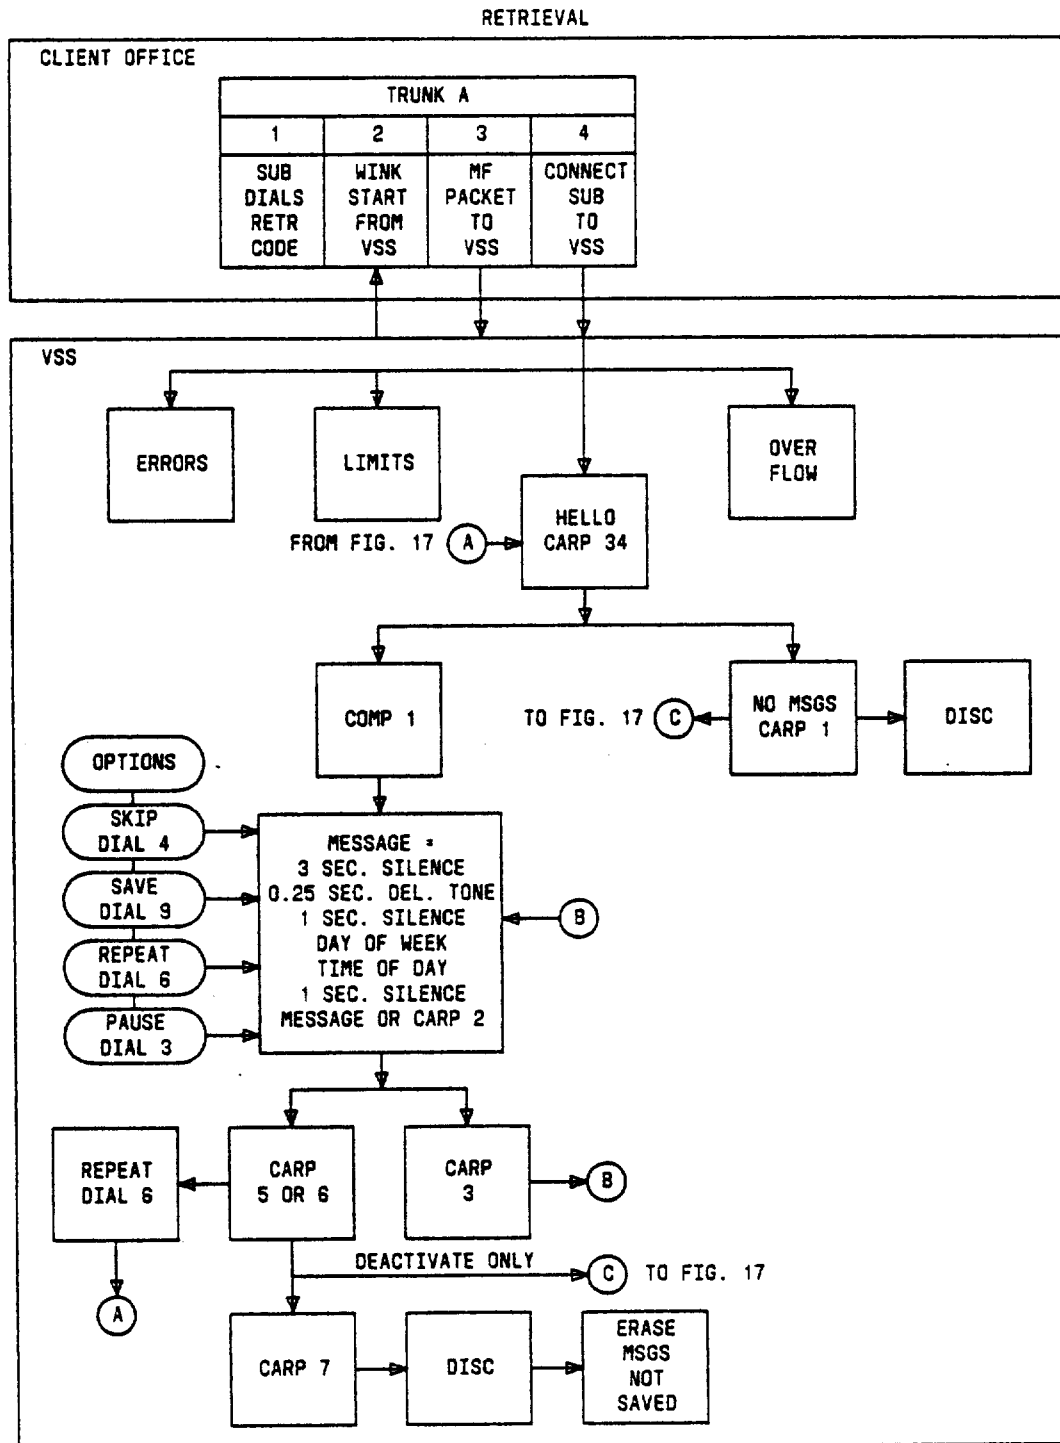 RETRIEVAL
CLIENT OFFICE
TRUNK A
1
2
3
4
SUB
DIALS
RETR
CODE
WINK
START
FROM
VSS
MF
PACKET
TO
VSS
CONNECT
SUB
TO
VSS
VSS
ERRORS
LIMITS
OVER
FLOW
HELLO
CARP 34
FROM FIG. 17
A
COMP 1
TO FIG. 17
C
NO MSGS
CARP 1
DISC
OPTIONS
SKIP
DIAL 4
SAVE
DIAL 9
REPEAT
DIAL 6
PAUSE
DIAL 3
MESSAGE =
3 SEC. SILENCE
0.25 SEC. DEL. TONE
1 SEC. SILENCE
DAY OF WEEK
TIME OF DAY
1 SEC. SILENCE
MESSAGE OR CARP 2
B
REPEAT
DIAL 6
CARP
5 OR 6
CARP
3
B
DEACTIVATE ONLY
C
TO FIG. 17
A
CARP 7
DISC
ERASE
MSGS
NOT
SAVED